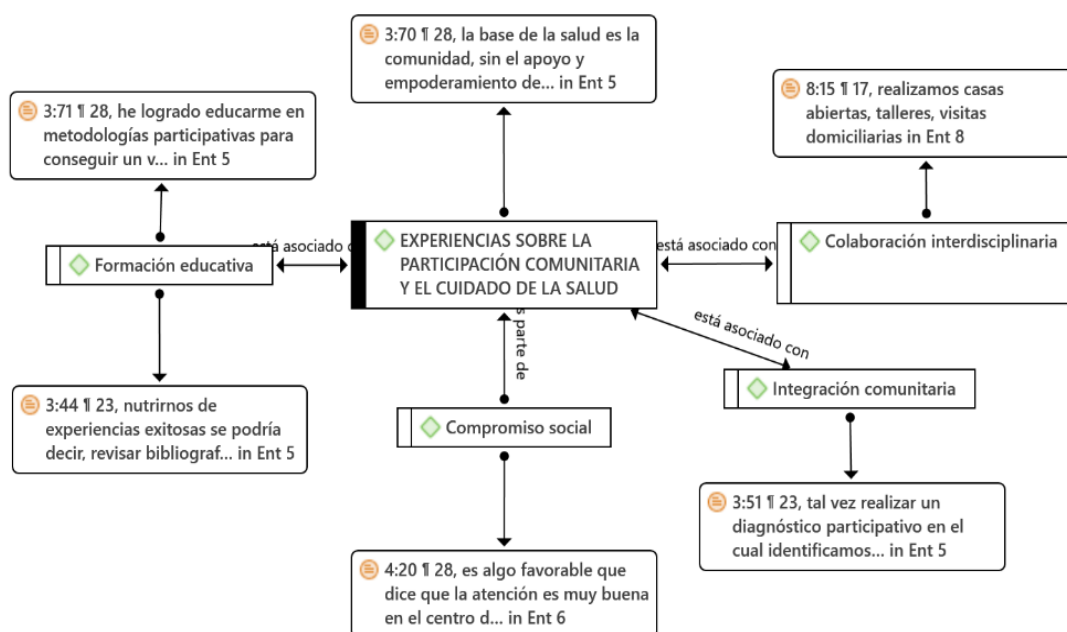 3:70 ¶ 28, la base de la salud es la
comunidad, sin el apoyo y
empoderamiento de... in Ent 5
3:71 ¶ 28, he logrado educarme en
metodologías participativas para
conseguir un v... in Ent 5
8:15 ¶ 17, realizamos casas
abiertas, talleres, visitas
domiciliarias in Ent 8
Formación educativa
está asociado c
EXPERIENCIAS SOBRE LA
PARTICIPACIÓN COMUNITARIA
Y EL CUIDADO DE LA SALUD
está asociado con
Colaboración interdisciplinaria
s parte de
está asociado con
Integración comunitaria
3:44 ¶ 23, nutrirnos de
experiencias exitosas se podría
decir, revisar bibliograf... in Ent 5
Compromiso social
3:51 ¶ 23, tal vez realizar un
diagnóstico participativo en el
cual identificamos... in Ent 5
4:20 ¶ 28, es algo favorable que
dice que la atención es muy buena
en el centro d... in Ent 6